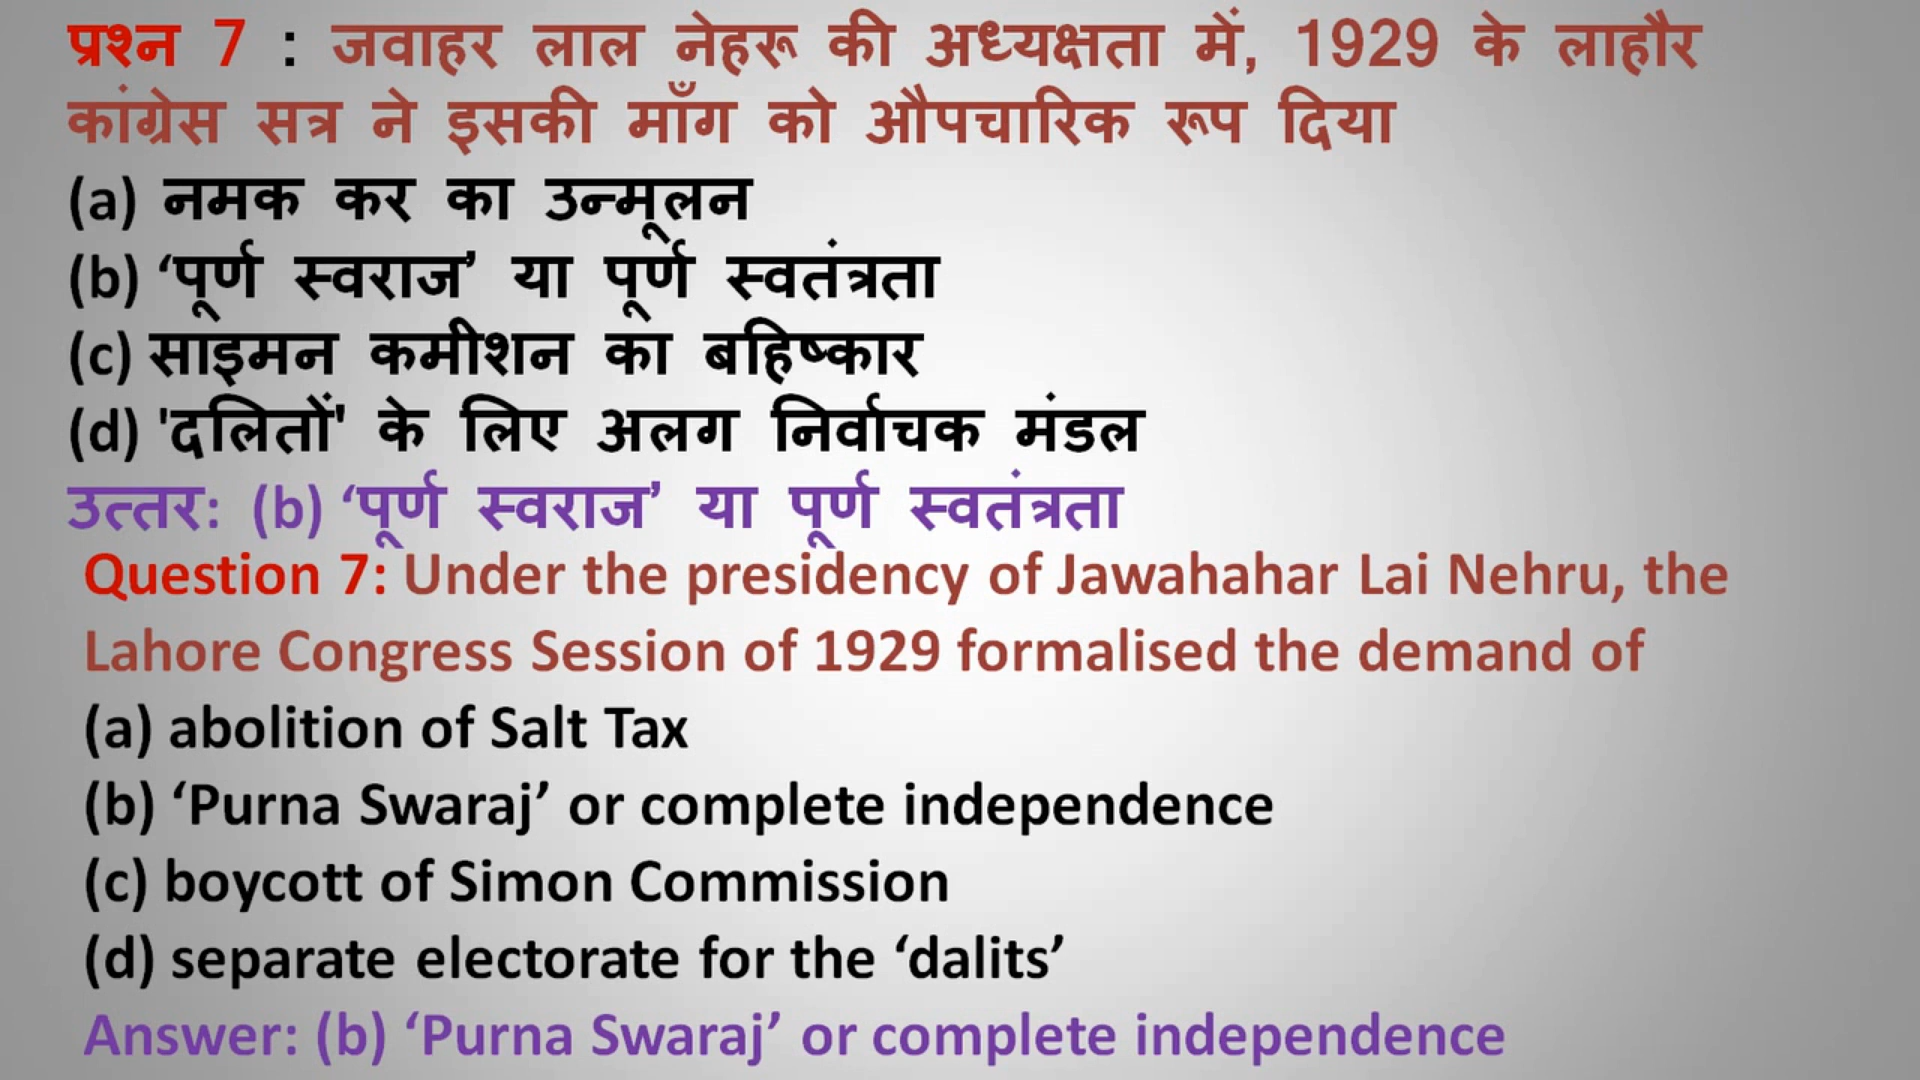 प्रश्न 7 : जवाहर लाल नेहरू की अध्यक्षता में, 1929 के लाहौर
कांग्रेस सत्र ने इसकी माँग को औपचारिक रूप दिया
(a) नमक कर का उन्मूलन
(b) ‘पूर्ण स्वराज’ या पूर्ण स्वतंत्रता
(c) साइमन कमीशन का बहिष्कार
(d) 'दलितों' के लिए अलग निर्वाचक मंडल
उत्तर: (b) ‘पूर्ण स्वराज’ या पूर्ण स्वतंत्रता
Question 7: Under the presidency of Jawahahar Lai Nehru, the
Lahore Congress Session of 1929 formalised the demand of
(a) abolition of Salt Tax
(b) ‘Purna Swaraj’ or complete independence
(c) boycott of Simon Commission
(d) separate electorate for the ‘dalits’
Answer: (b) ‘Purna Swaraj’ or complete independence